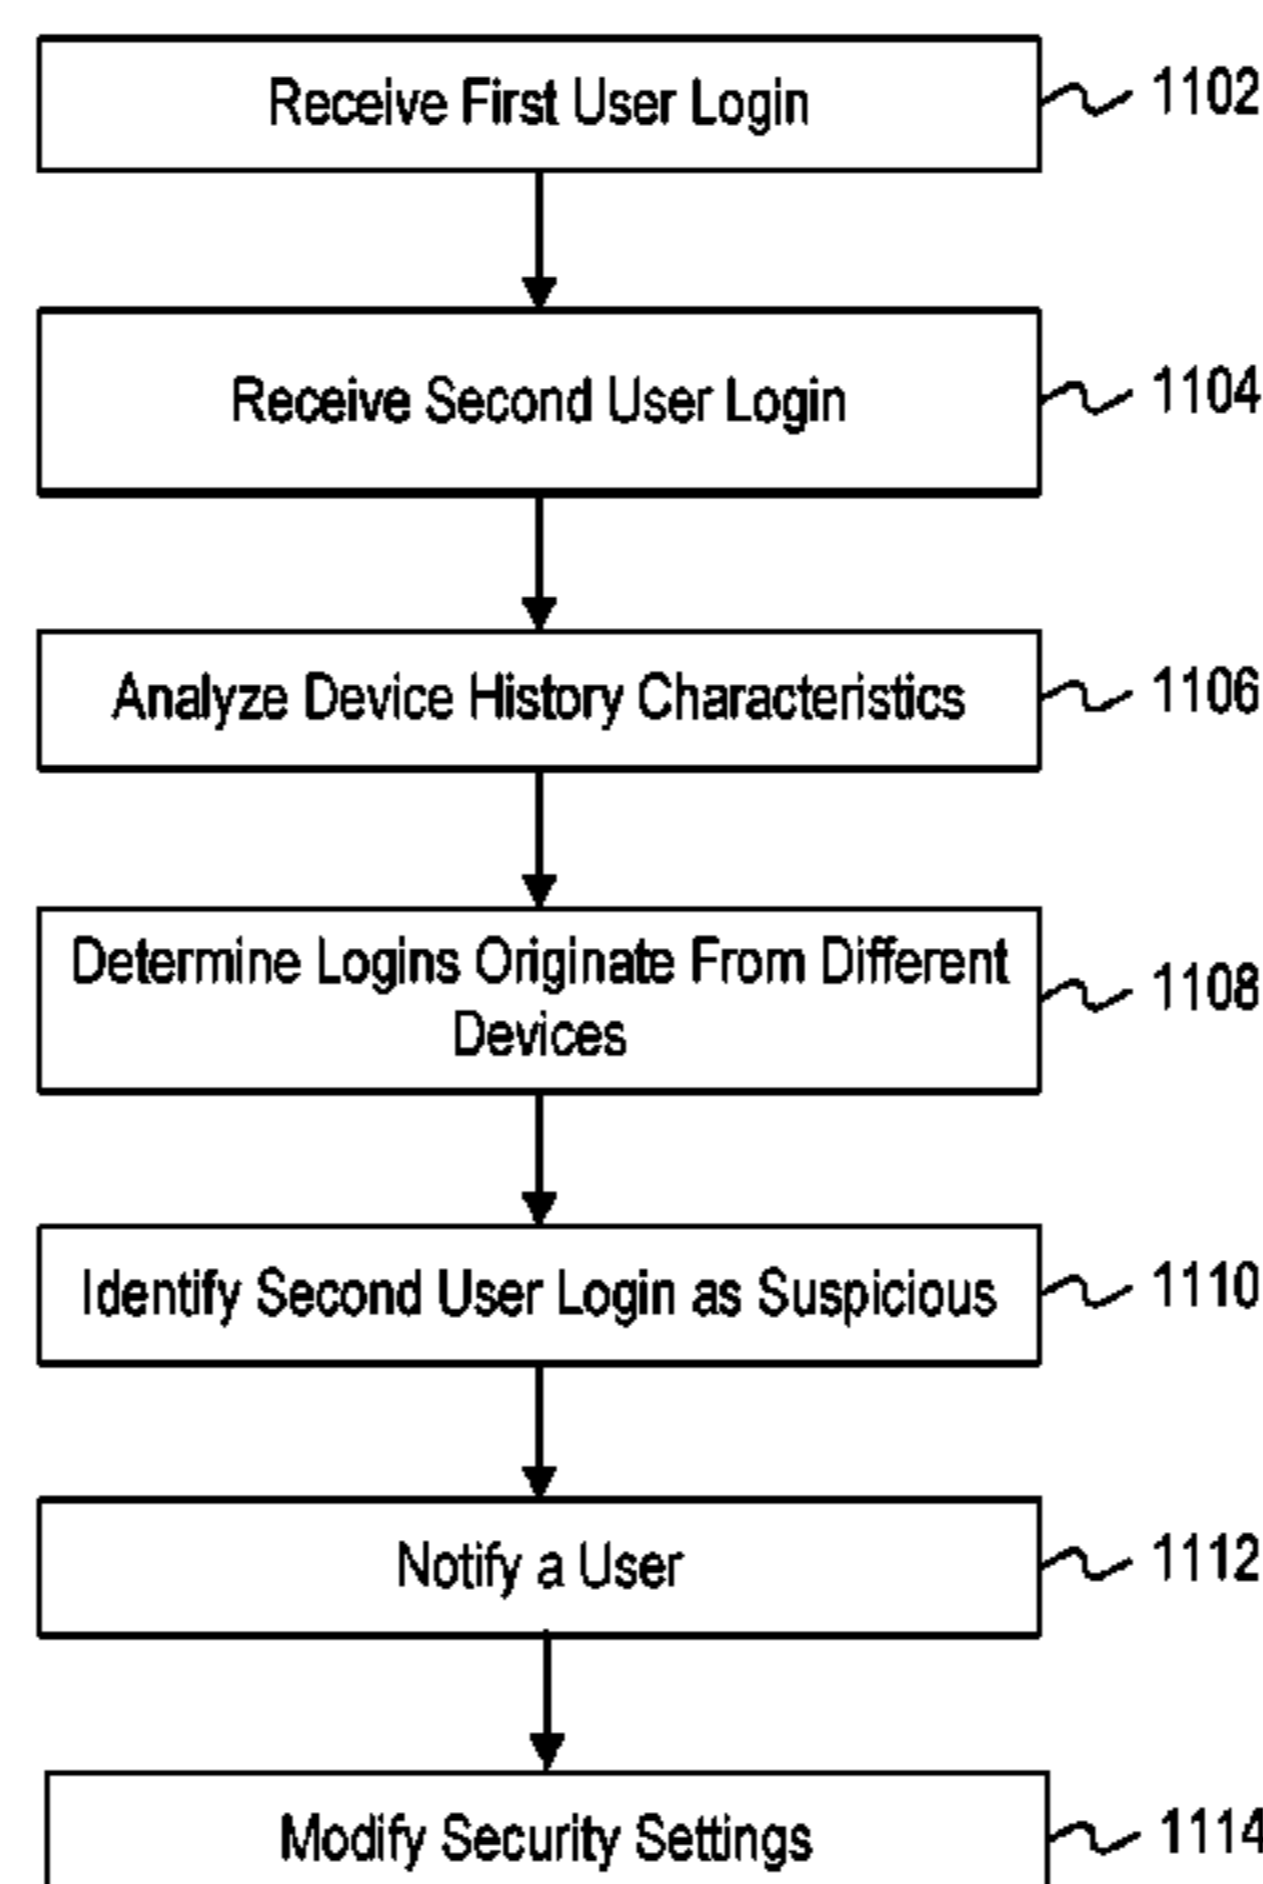 Receive First User Login 1102
Receive Second User Login 1104
Analyze Device History Characteristics 1106
Determine Logins Originate From Different
Devices 1108
Identify Second User Login as Suspicious 1110
Notify a User 1112
Modify Security Settings 1114